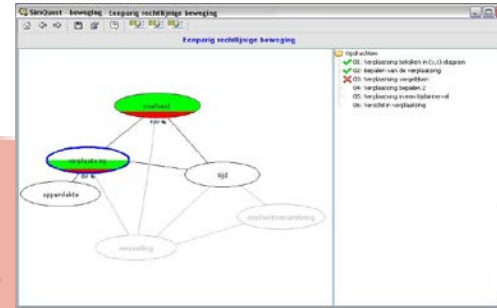 SimQuest - beweging - Eenparig rechtlijnige beweging
Eenparig rechtlijnige beweging
snelheid
verplaatsing
tijd
oppervlakte
snelheidsverandering
versnelling
Opdrachten
01: Verplaatsing bekijken in (v,t)-diagram
02: Bepalen van de verplaatsing
03: Verplaatsing vergelijken
04: Verplaatsing bepalen 2
05: Verplaatsing in een tijdsinterval
06: Verschil in verplaatsing